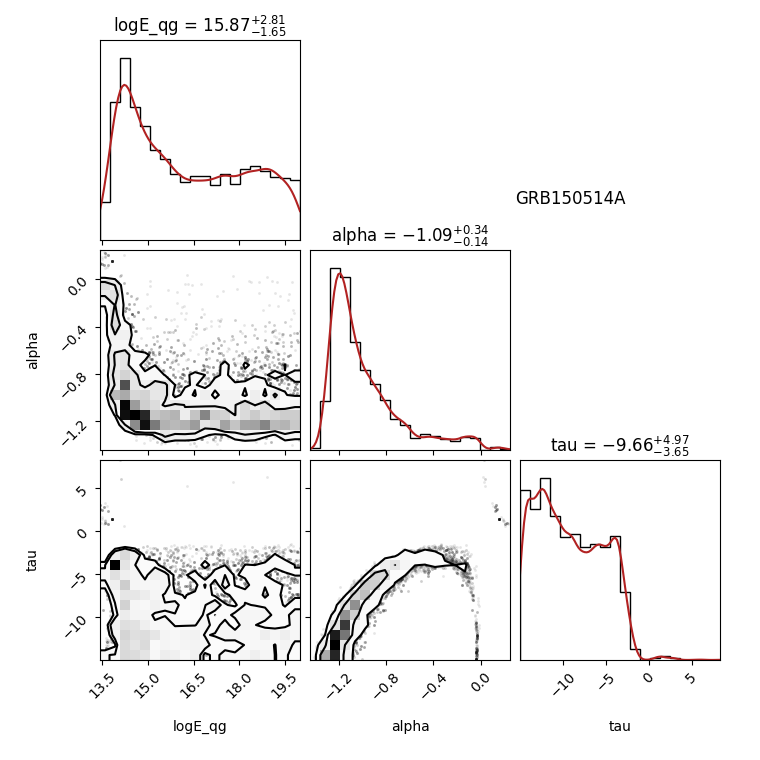 logE_qg = 15.87+2.81−1.65
GRB150514A
alpha = −1.09+0.34−0.14
0.0
−0.4
−0.8
−1.2
alpha
tau = −9.66+4.97−3.65
5
0
−5
−10
tau
13.5 15.0 16.5 18.0 19.5
−1.2 −0.8 −0.4 0.0
−10 −5 0 5
logE_qg alpha tau